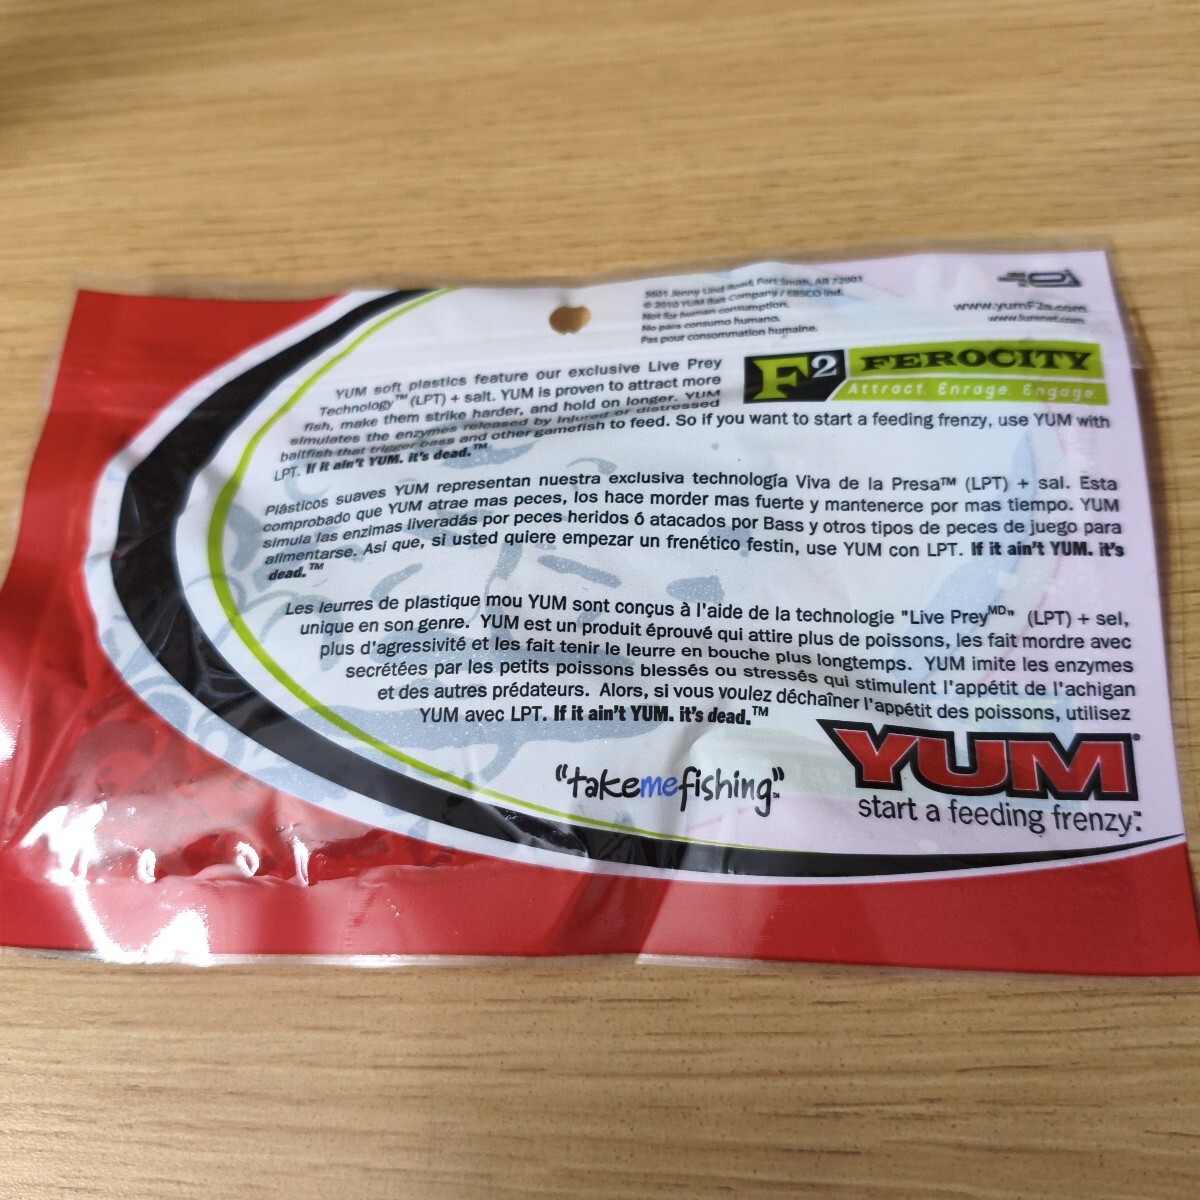 5601 Jenny Lind Road, Fort Smith, AR 72901
© 2010 YUM Bait Company / EBSCO Ind.
Not for human consumption.
No para consumo humano.
Pas pour consommation humaine.
www.yumF2s.com
www.lurenet.com
F2 FEROCITY
Attract. Enrage. Engage.
YUM soft plastics feature our exclusive Live Prey
Technology™ (LPT) + salt. YUM is proven to attract more
fish, make them strike harder, and hold on longer. YUM
simulates the enzymes released by injured or distressed
baitfish that trigger bass and other gamefish to feed. So if you want to start a feeding frenzy, use YUM with
LPT. If it ain't YUM. it's dead.™
Plásticos suaves YUM representan nuestra exclusiva technología Viva de la Presa™ (LPT) + sal. Esta
comprobado que YUM atrae mas peces, los hace morder mas fuerte y mantenerce por mas tiempo. YUM
simula las enzimas liveradás por peces heridos ó atacados por Bass y otros tipos de peces de juego para
alimentarse. Asi que, si usted quiere empezar un frenético festin, use YUM con LPT. If it ain't YUM. it's
dead.™
Les leurres de plastique mou YUM sont conçus à l'aide de la technologie "Live PreyMD" (LPT) + sel,
unique en son genre. YUM est un produit éprouvé qui attire plus de poissons, les fait mordre avec
plus d'agressivité et les fait tenir le leurre en bouche plus longtemps. YUM imite les enzymes
secrétées par les petits poissons blessés ou stressés qui stimulent l'appétit de l'achigan
et des autres prédateurs. Alors, si vous voulez déchaîner l'appétit des poissons, utilisez
YUM avec LPT. If it ain't YUM. it's dead.™
"takemefishing."
YUM®
start a feeding frenzy.™